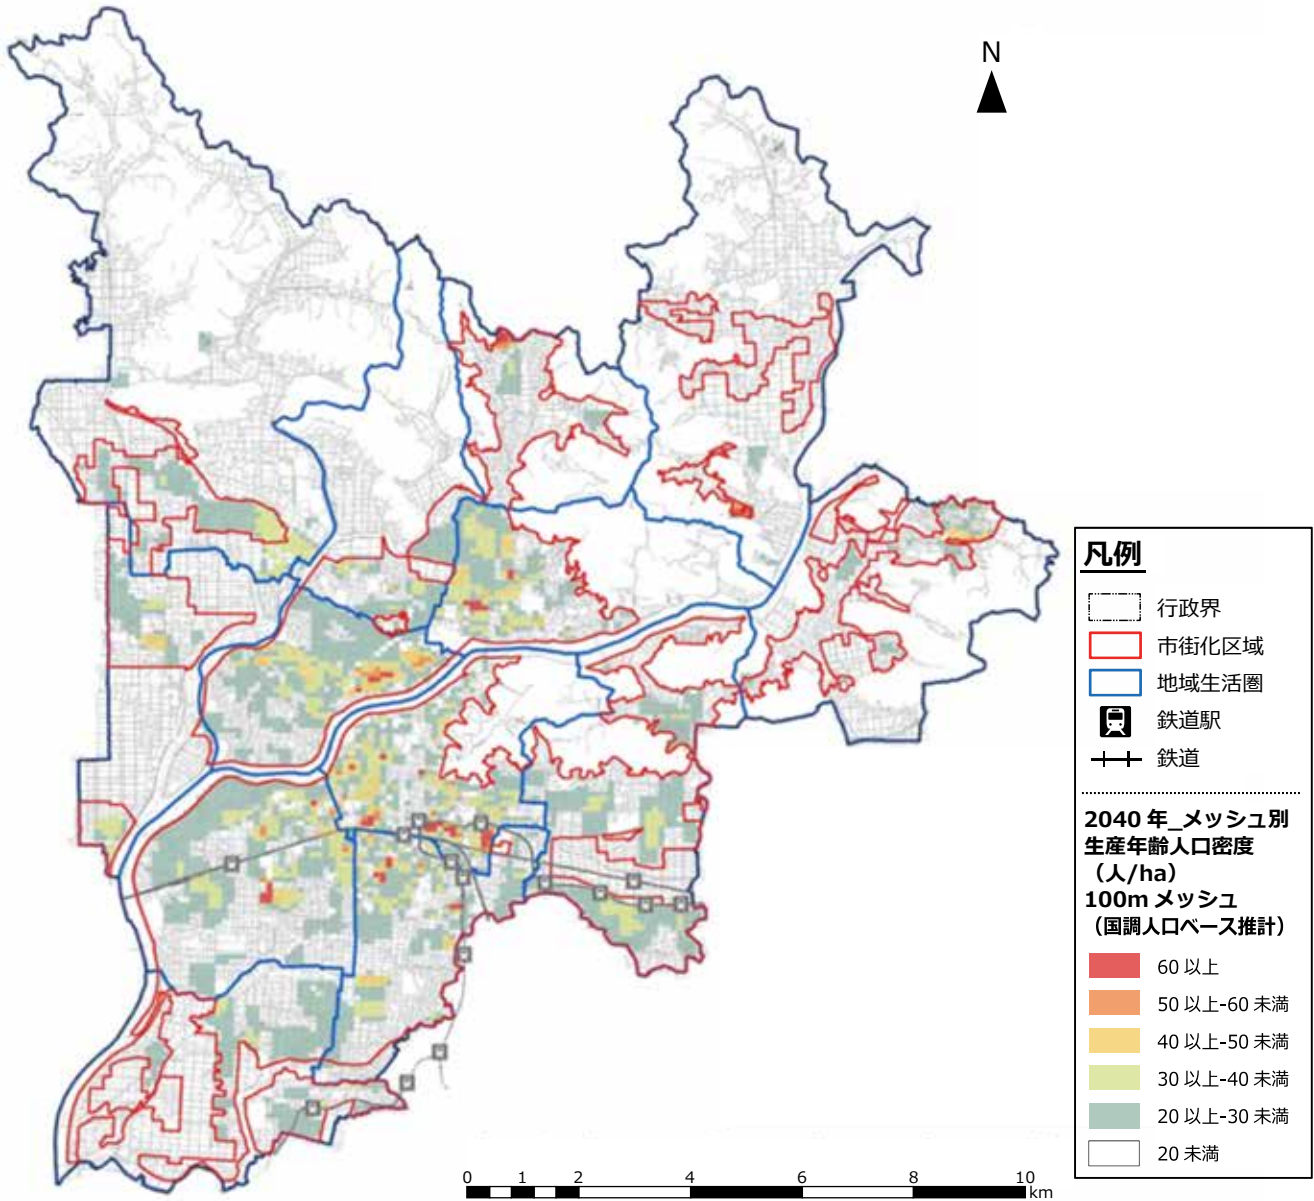 N
凡例
行政界
市街化区域
地域生活圏
鉄道駅
鉄道
2040 年_メッシュ別
生産年齢人口密度
（人/ha）
100m メッシュ
（国調人口ベース推計）
60 以上
50 以上-60 未満
40 以上-50 未満
30 以上-40 未満
20 以上-30 未満
20 未満
0 1 2 4 6 8 10
km